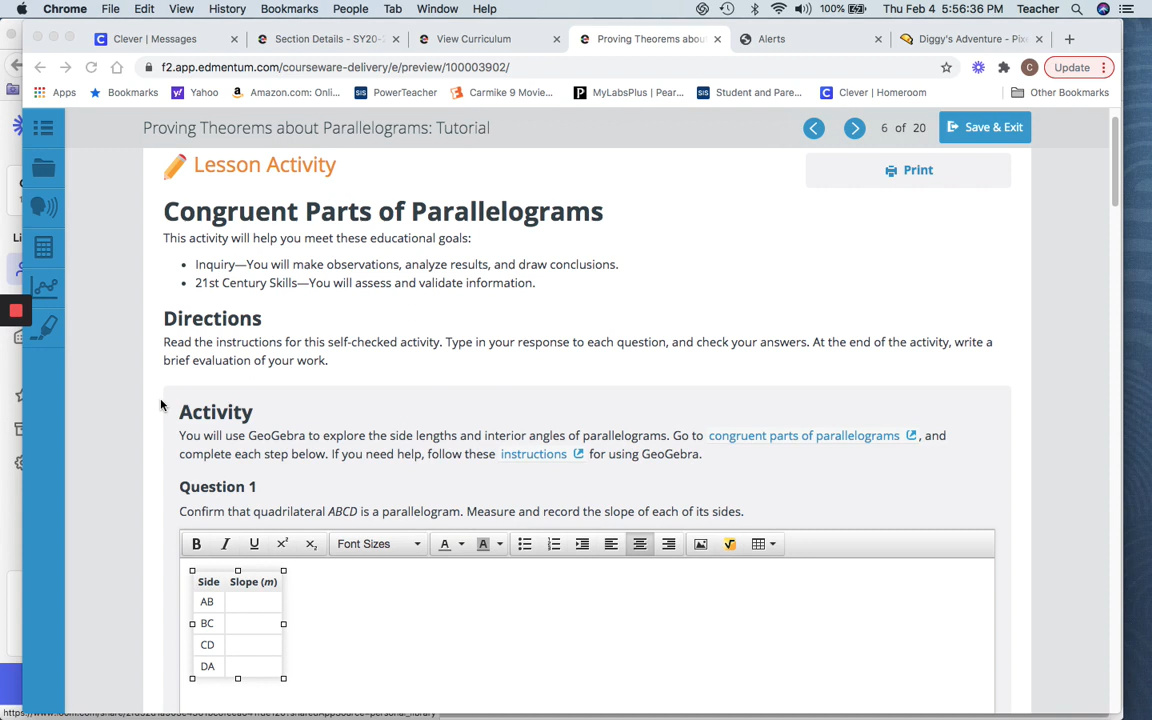 Chrome File Edit View History Bookmarks People Tab Window Help 100% Thu Feb 4 5:56:36 PM Teacher
Clever | Messages Section Details - SY20- View Curriculum Proving Theorems abou Alerts Diggy's Adventure - Pix
f2.app.edmentum.com/courseware-delivery/e/preview/100003902/ C Update
Apps Bookmarks Yahoo Amazon.com: Onli... PowerTeacher Carmike 9 Movie... MyLabsPlus | Pear... Student and Pare... Clever | Homeroom Other Bookmarks
Proving Theorems about Parallelograms: Tutorial 6 of 20 Save & Exit
Lesson Activity Print
Congruent Parts of Parallelograms
This activity will help you meet these educational goals:
• Inquiry—You will make observations, analyze results, and draw conclusions.
• 21st Century Skills—You will assess and validate information.
Directions
Read the instructions for this self-checked activity. Type in your response to each question, and check your answers. At the end of the activity, write a
brief evaluation of your work.
Activity
You will use GeoGebra to explore the side lengths and interior angles of parallelograms. Go to congruent parts of parallelograms , and
complete each step below. If you need help, follow these instructions for using GeoGebra.
Question 1
Confirm that quadrilateral ABCD is a parallelogram. Measure and record the slope of each of its sides.
B I U X² X₂ Font Sizes A A
Side Slope (m)
AB
BC
CD
DA